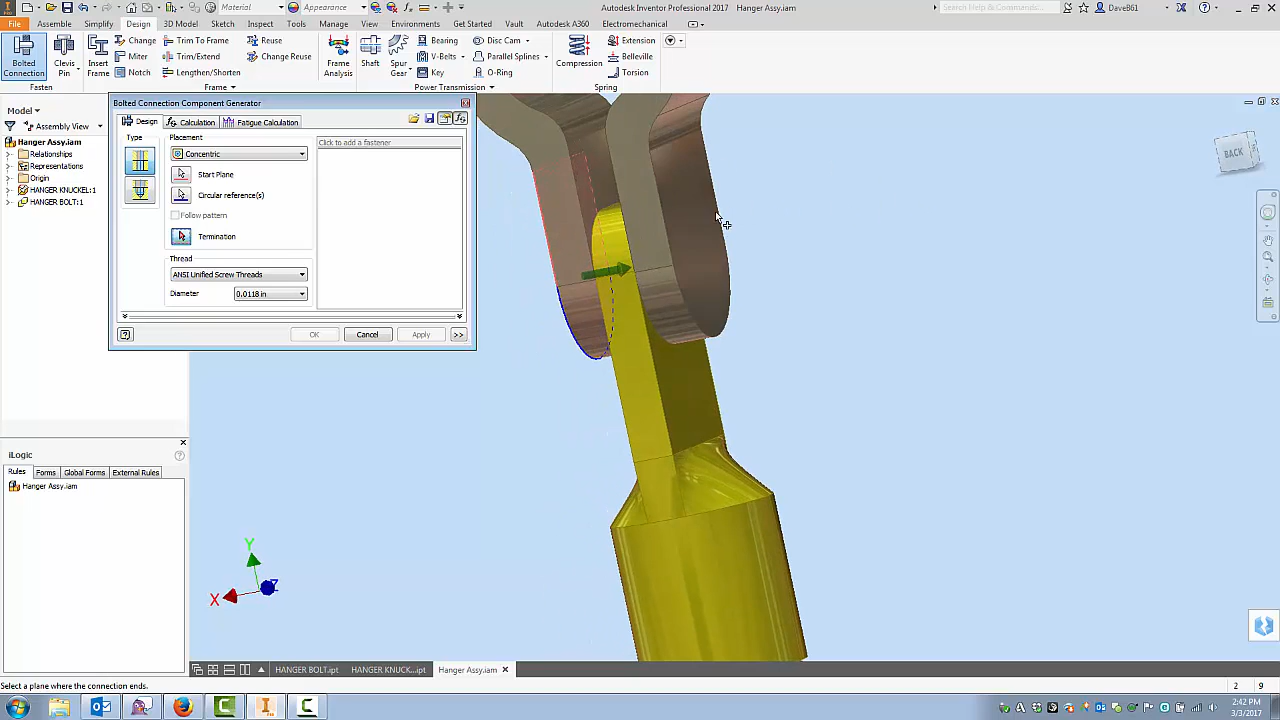 Material
Appearance
Autodesk Inventor Professional 2017 Hanger Assy.iam
Search Help & Commands...
DaveB61
File
Assemble
Simplify
Design
3D Model
Sketch
Inspect
Tools
Manage
View
Environments
Get Started
Vault
Autodesk A360
Electromechanical
Bolted Connection
Clevis Pin
Insert Frame
Change
Miter
Notch
Trim To Frame
Trim/Extend
Lengthen/Shorten
Reuse
Change Reuse
Frame Analysis
Shaft
Spur Gear
Bearing
V-Belts
Key
Disc Cam
Parallel Splines
O-Ring
Compression
Extension
Belleville
Torsion
Fasten
Frame
Power Transmission
Spring
Model
Assembly View
Hanger Assy.iam
Relationships
Representations
Origin
HANGER KNUCKEL:1
HANGER BOLT:1
Bolted Connection Component Generator
Design
Calculation
Fatigue Calculation
Type
Placement
Concentric
Start Plane
Circular reference(s)
Follow pattern
Termination
Thread
ANSI Unified Screw Threads
Diameter
0.0118 in
Click to add a fastener
OK
Cancel
Apply
>>
BACK
iLogic
Rules
Forms
Global Forms
External Rules
Hanger Assy.iam
Y
X
Z
HANGER BOLT.ipt
HANGER KNUCK...ipt
Hanger Assy.iam
Select a plane where the connection ends.
2 9
2:42 PM
3/3/2017